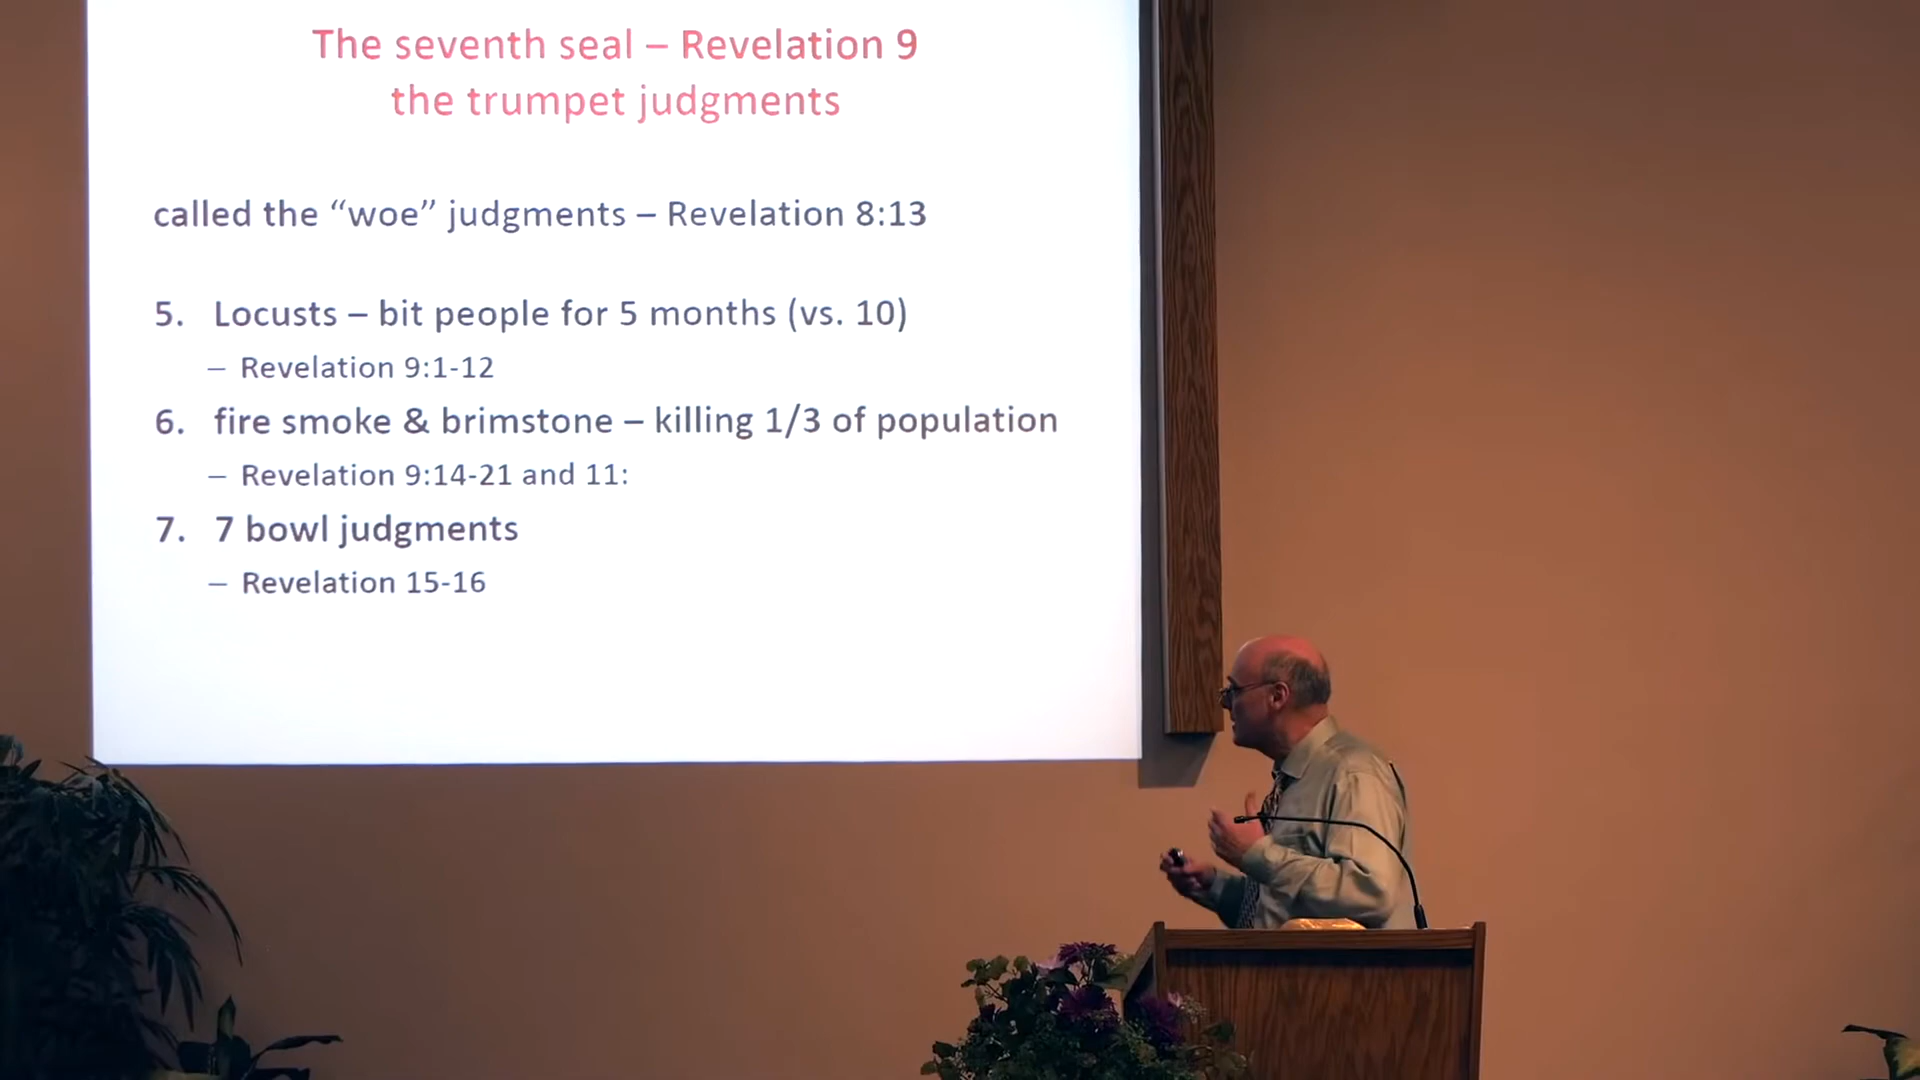 The seventh seal – Revelation 9
the trumpet judgments
called the “woe” judgments – Revelation 8:13
5. Locusts – bit people for 5 months (vs. 10)
– Revelation 9:1-12
6. fire smoke & brimstone – killing 1/3 of population
– Revelation 9:14-21 and 11:
7. 7 bowl judgments
– Revelation 15-16